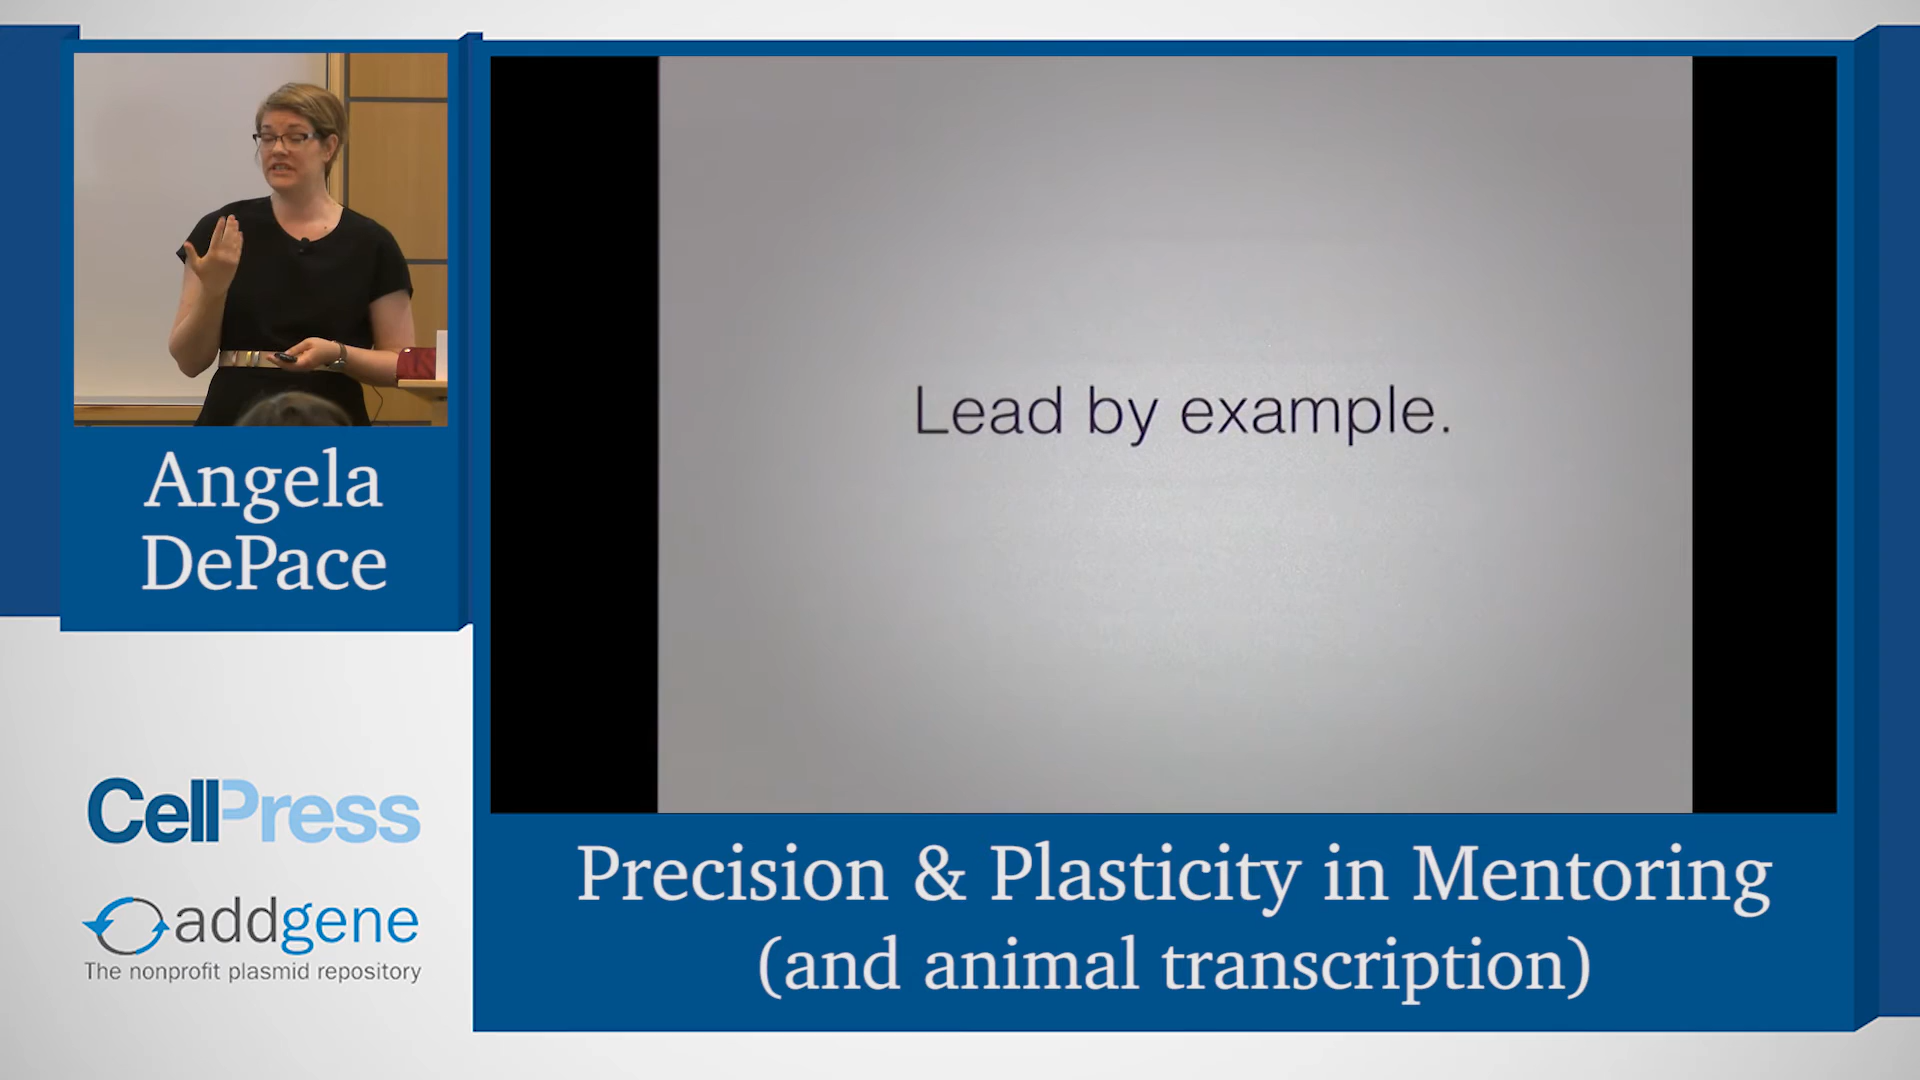 Angela
DePace
Lead by example.
CellPress
addgene
The nonprofit plasmid repository
Precision & Plasticity in Mentoring
(and animal transcription)